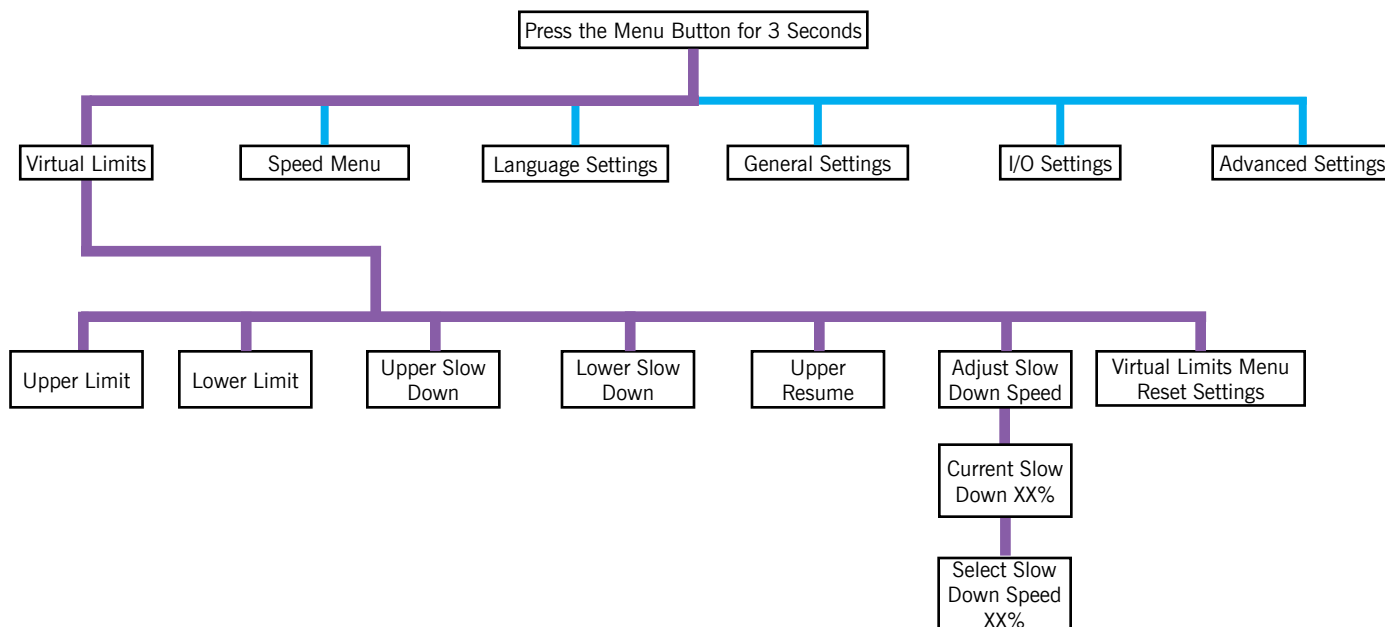 Press the Menu Button for 3 Seconds
Virtual Limits
Speed Menu
Language Settings
General Settings
I/O Settings
Advanced Settings
Upper Limit
Lower Limit
Upper Slow
Down
Lower Slow
Down
Upper
Resume
Adjust Slow
Down Speed
Virtual Limits Menu
Reset Settings
Current Slow
Down XX%
Select Slow
Down Speed
XX%